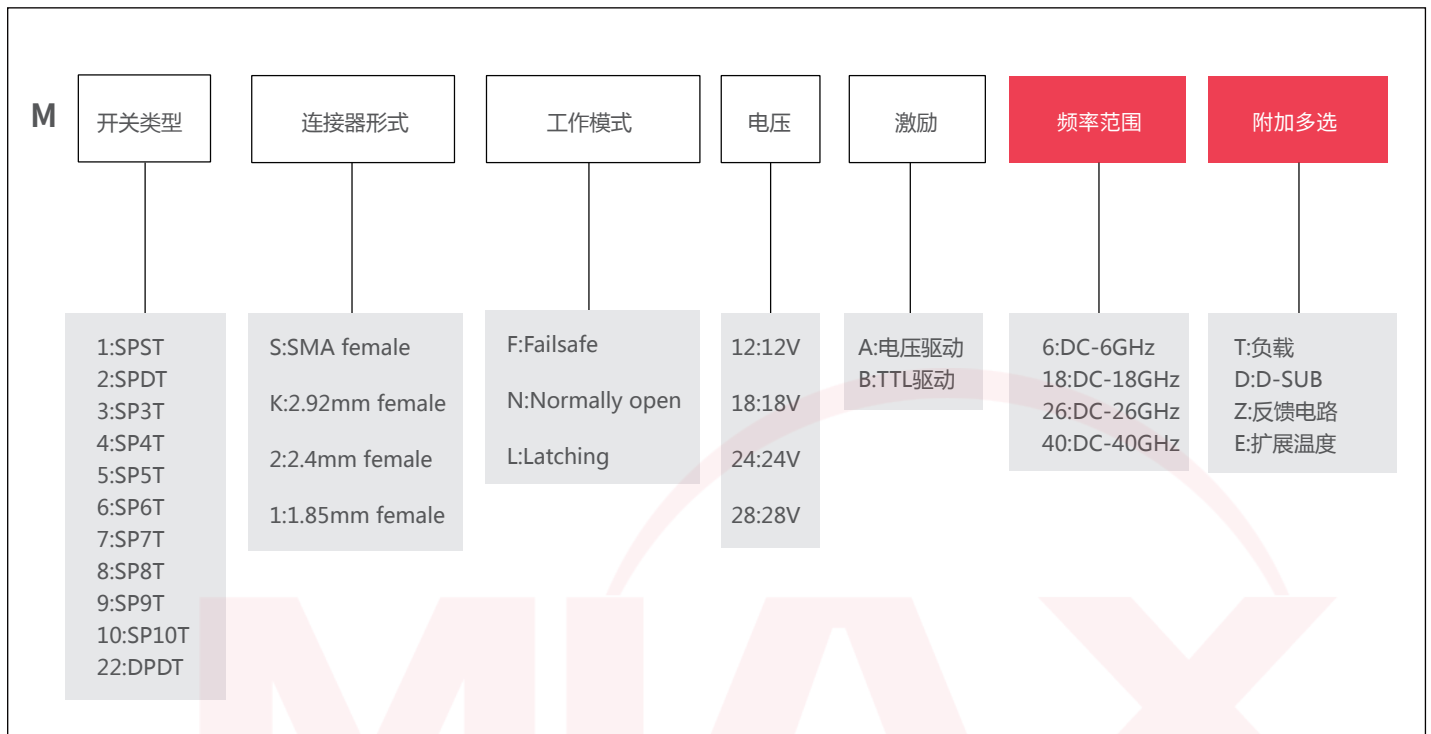 M
开关类型
连接器形式
工作模式
电压
激励
频率范围
附加多选
1:SPST
2:SPDT
3:SP3T
4:SP4T
5:SP5T
6:SP6T
7:SP7T
8:SP8T
9:SP9T
10:SP10T
22:DPDT
S:SMA female
K:2.92mm female
2:2.4mm female
1:1.85mm female
F:Failsafe
N:Normally open
L:Latching
12:12V
18:18V
24:24V
28:28V
A:电压驱动
B:TTL驱动
6:DC-6GHz
18:DC-18GHz
26:DC-26GHz
40:DC-40GHz
T:负载
D:D-SUB
Z:反馈电路
E:扩展温度
MIAX